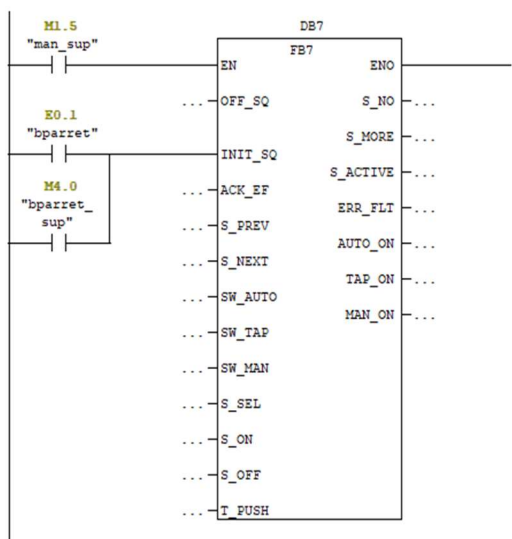 DB7
M1.5
"man_sup"
FB7
EN ENO
... OFF_SQ S_NO ...
E0.1
"bparret"
S_MORE ...
INIT_SQ
S_ACTIVE ...
M4.0
"bparret_
sup"
... ACK_EF
ERR_FLT ...
... S_PREV
AUTO_ON ...
... S_NEXT
TAP_ON ...
... SW_AUTO
MAN_ON ...
... SW_TAP
... SW_MAN
... S_SEL
... S_ON
... S_OFF
... T_PUSH